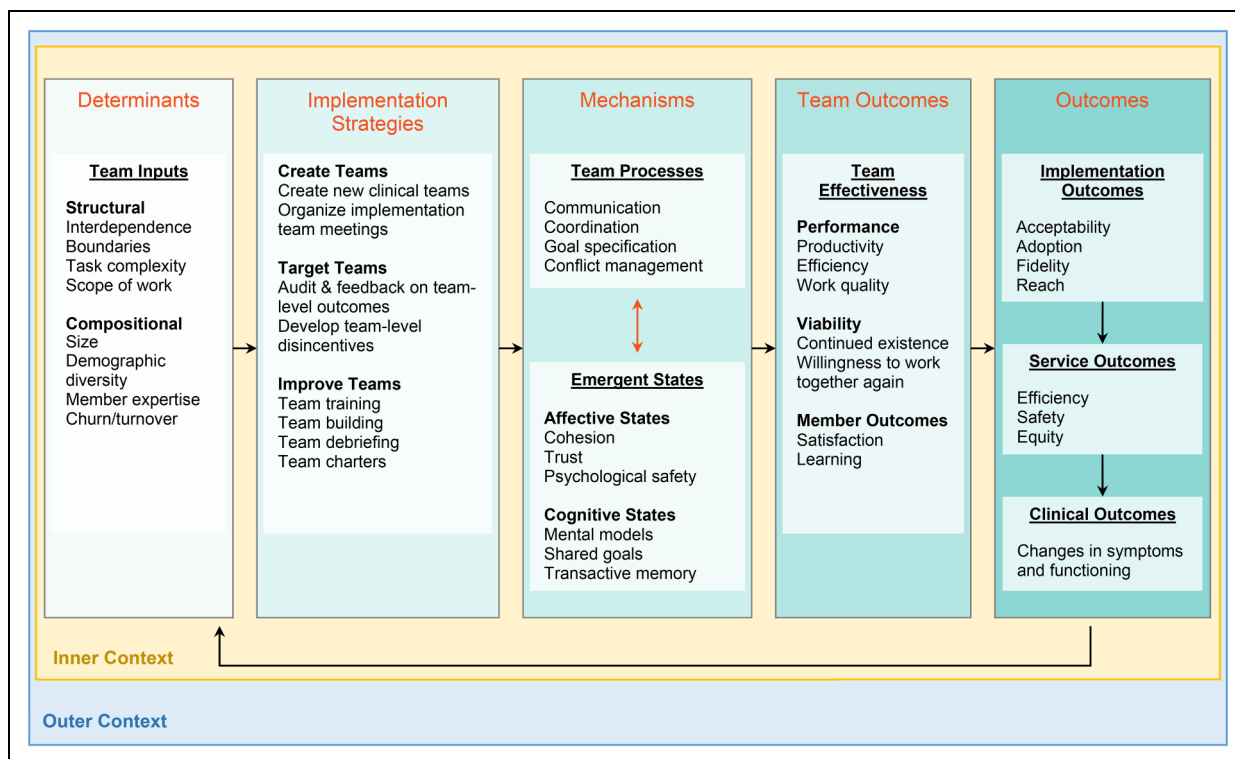 Determinants
Team Inputs
Structural
Interdependence
Boundaries
Task complexity
Scope of work
Compositional
Size
Demographic
diversity
Member expertise
Churn/turnover
Implementation
Strategies
Create Teams
Create new clinical teams
Organize implementation
team meetings
Target Teams
Audit & feedback on team-
level outcomes
Develop team-level
disincentives
Improve Teams
Team training
Team building
Team debriefing
Team charters
Mechanisms
Team Processes
Communication
Coordination
Goal specification
Conflict management
Emergent States
Affective States
Cohesion
Trust
Psychological safety
Cognitive States
Mental models
Shared goals
Transactive memory
Team Outcomes
Team
Effectiveness
Performance
Productivity
Efficiency
Work quality
Viability
Continued existence
Willingness to work
together again
Member Outcomes
Satisfaction
Learning
Outcomes
Implementation
Outcomes
Acceptability
Adoption
Fidelity
Reach
Service Outcomes
Efficiency
Safety
Equity
Clinical Outcomes
Changes in symptoms
and functioning
Inner Context
Outer Context